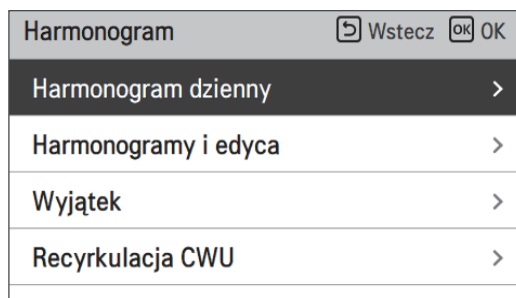 Harmonogram Wstecz OK OK
Harmonogram dzienny
Harmonogramy i edyca
Wyjątek
Recyrkulacja CWU